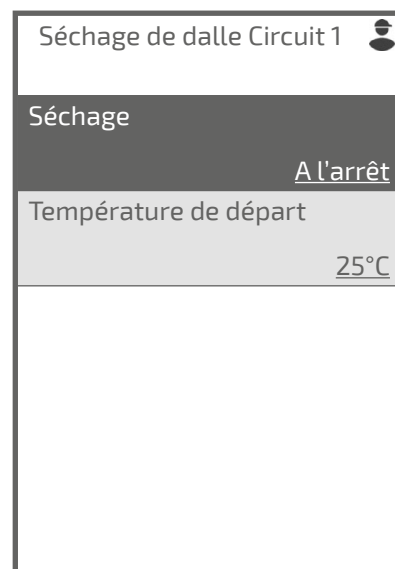 Séchage de dalle Circuit 1
Séchage
A l’arrêt
Température de départ
25°C